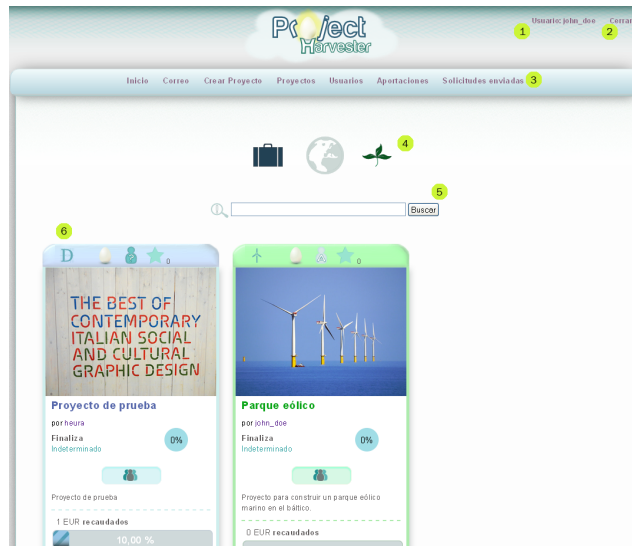 Project
Harvester
Usuario: john_doe
Cerrar
1
2
Inicio Correo Crear Proyecto Proyectos Usuarios Aportaciones Solicitudes enviadas
3
4
5
Buscar
6
D 0
0
THE BEST OF
CONTEMPORARY
ITALIAN SOCIAL
AND CULTURAL
GRAPHIC DESIGN
Proyecto de prueba
por heura
Finaliza
Indeterminado
0%
Proyecto de prueba
1 EUR recaudados
10,00 %
Parque eólico
por john_doe
Finaliza
Indeterminado
0%
Proyecto para construir un parque eólico
marino en el báltico.
0 EUR recaudados